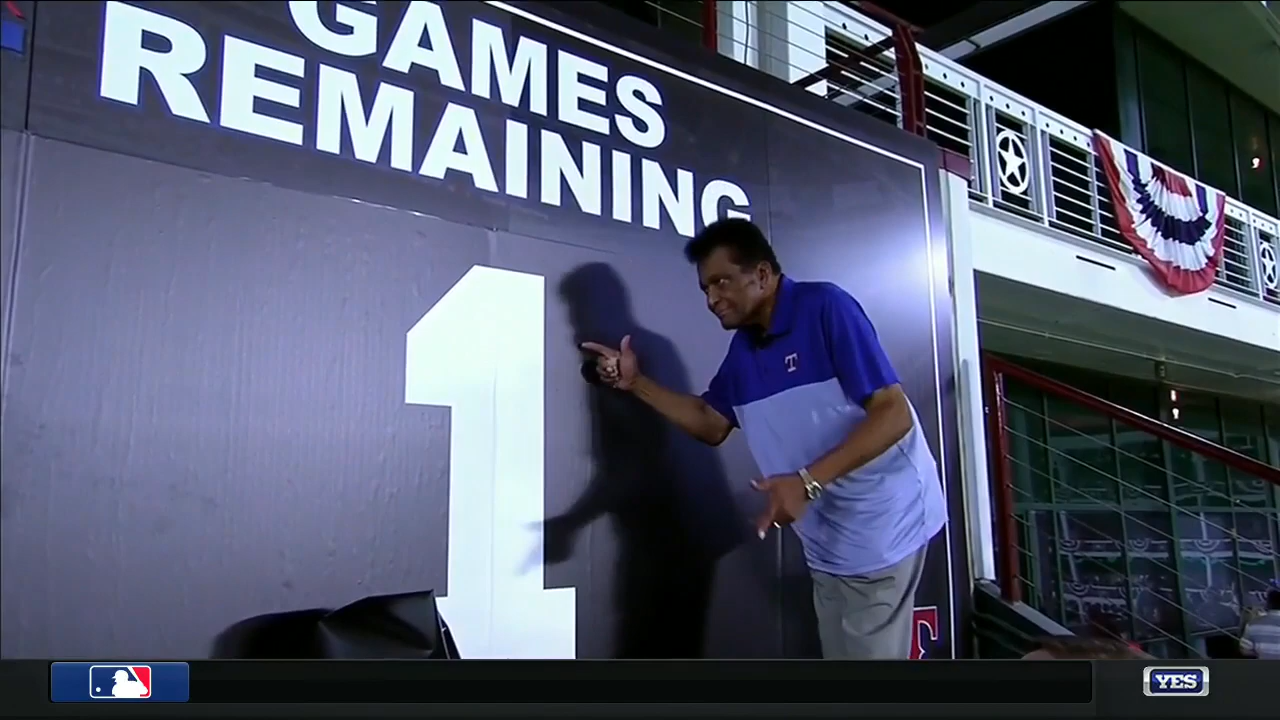 GAMES
REMAINING
1
T
T
YES